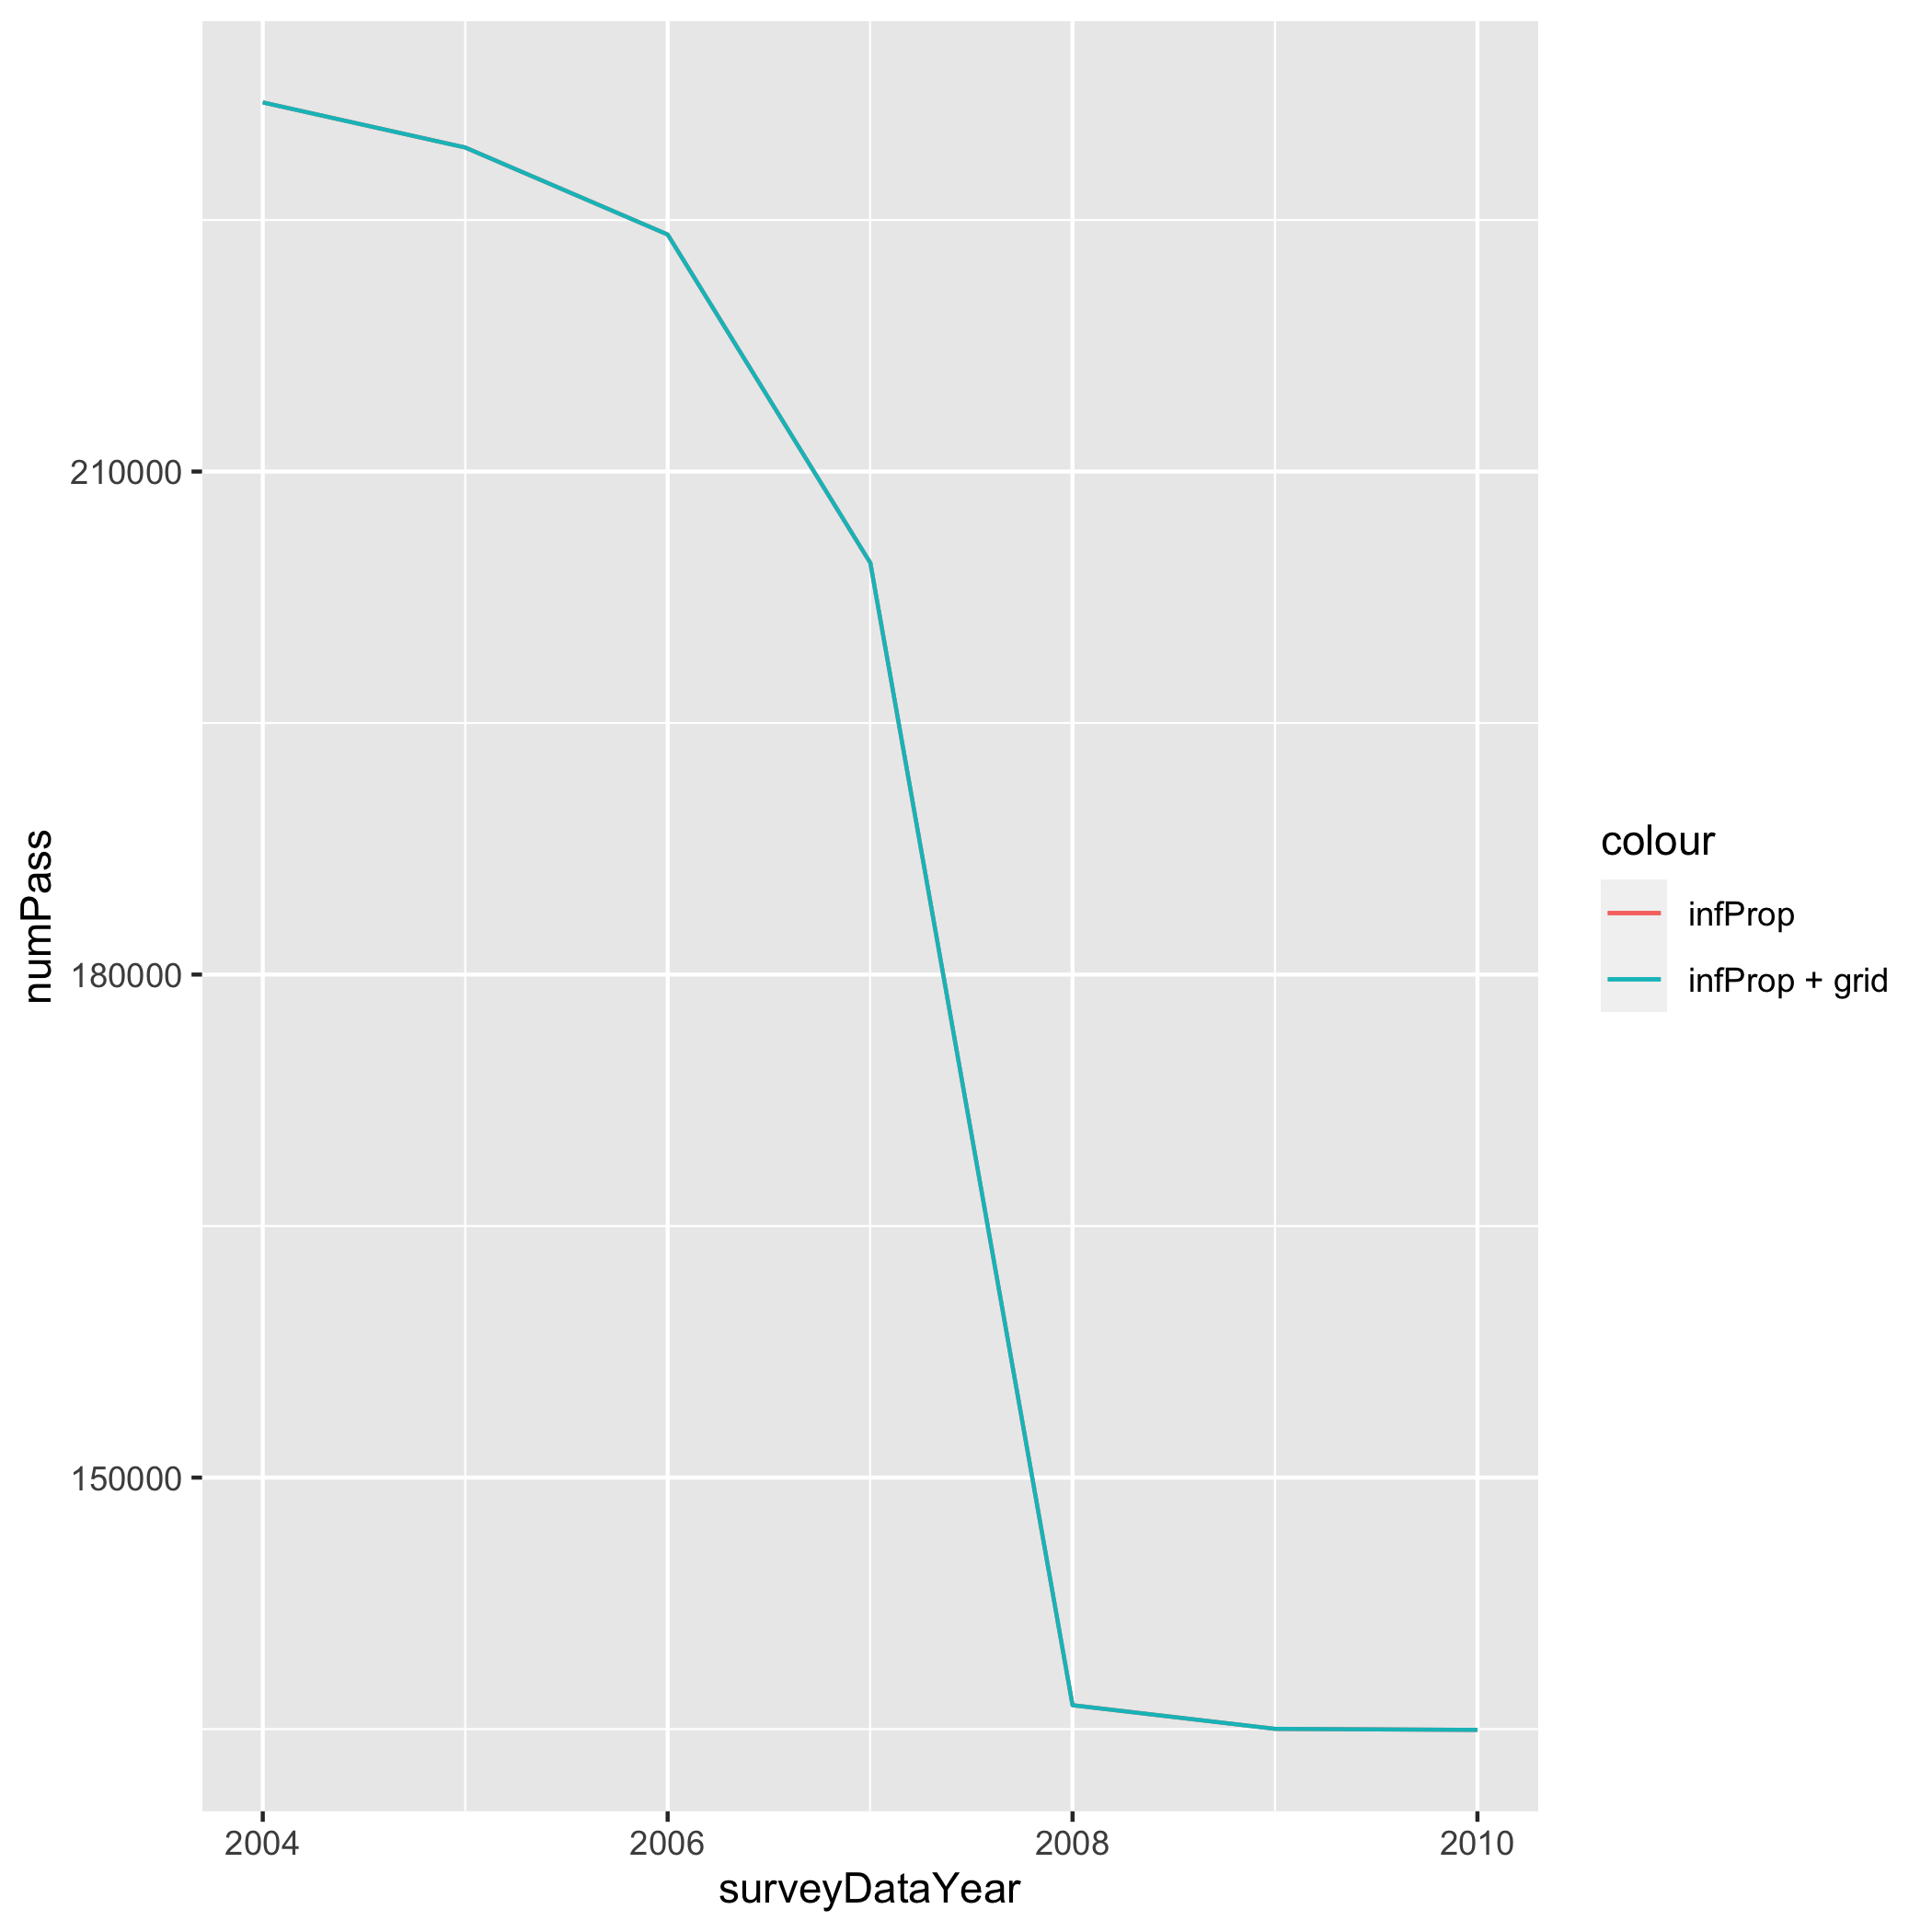 numPass
210000
180000
150000
2004
2006
2008
2010
surveyDataYear
colour
infProp
infProp + grid